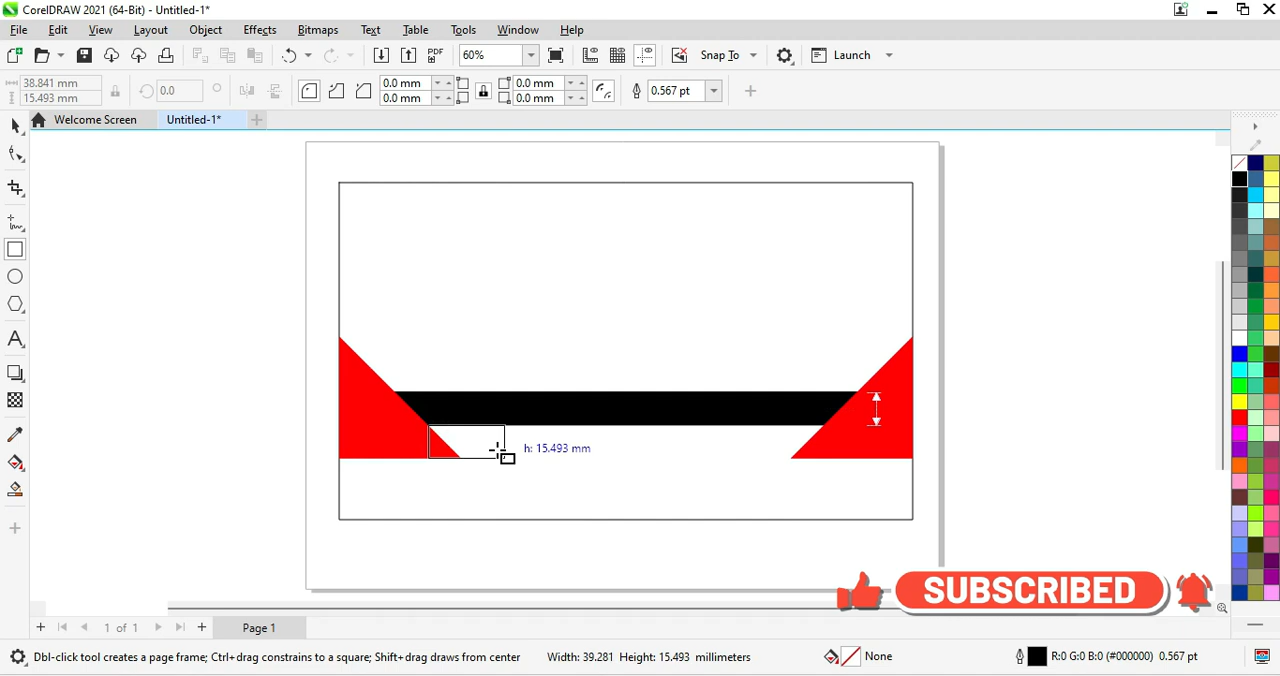 CorelDRAW 2021 (64-Bit) - Untitled-1*
File Edit View Layout Object Effects Bitmaps Text Table Tools Window Help
PDF 60% Snap To Launch
38.841 mm
15.493 mm
0.0
0.0 mm
0.0 mm
0.0 mm
0.0 mm
0.567 pt
Welcome Screen Untitled-1*
h: 15.493 mm
SUBSCRIBED
1 of 1 Page 1
Dbl-click tool creates a page frame; Ctrl+drag constrains to a square; Shift+drag draws from center Width: 39.281 Height: 15.493 millimeters None R:0 G:0 B:0 (#000000) 0.567 pt